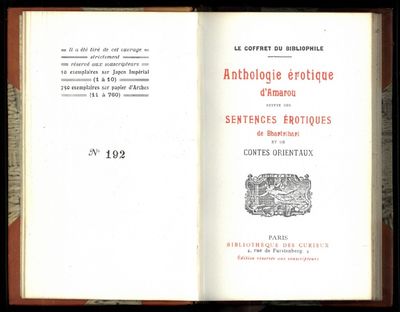 Il a été tiré de cet ouvrage
strictement
réservé aux souscripteurs
10 exemplaires sur Japon Impérial
(1 à 10)
750 exemplaires sur papier d'Arches
(11 à 760)
N° 192
LE COFFRET DU BIBLIOPHILE
Anthologie érotique
d'Amarou
SUIVIE DES
SENTENCES ÉROTIQUES
de Bhartrihari
ET DE
CONTES ORIENTAUX
PARIS
BIBLIOTHÈQUE DES CURIEUX
4, rue de Furstenberg, 4
Édition réservée aux souscripteurs